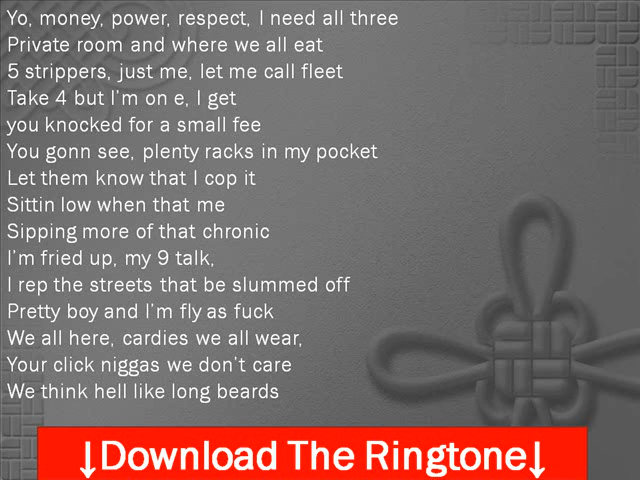 Yo, money, power, respect, I need all three
Private room and where we all eat
5 strippers, just me, let me call fleet
Take 4 but I'm on e, I get
you knocked for a small fee
You gonn see, plenty racks in my pocket
Let them know that I cop it
Sittin low when that me
Sipping more of that chronic
I'm fried up, my 9 talk,
I rep the streets that be slummed off
Pretty boy and I'm fly as fuck
We all here, cardies we all wear,
Your click niggas we don't care
We think hell like long beards
↓Download The Ringtone↓